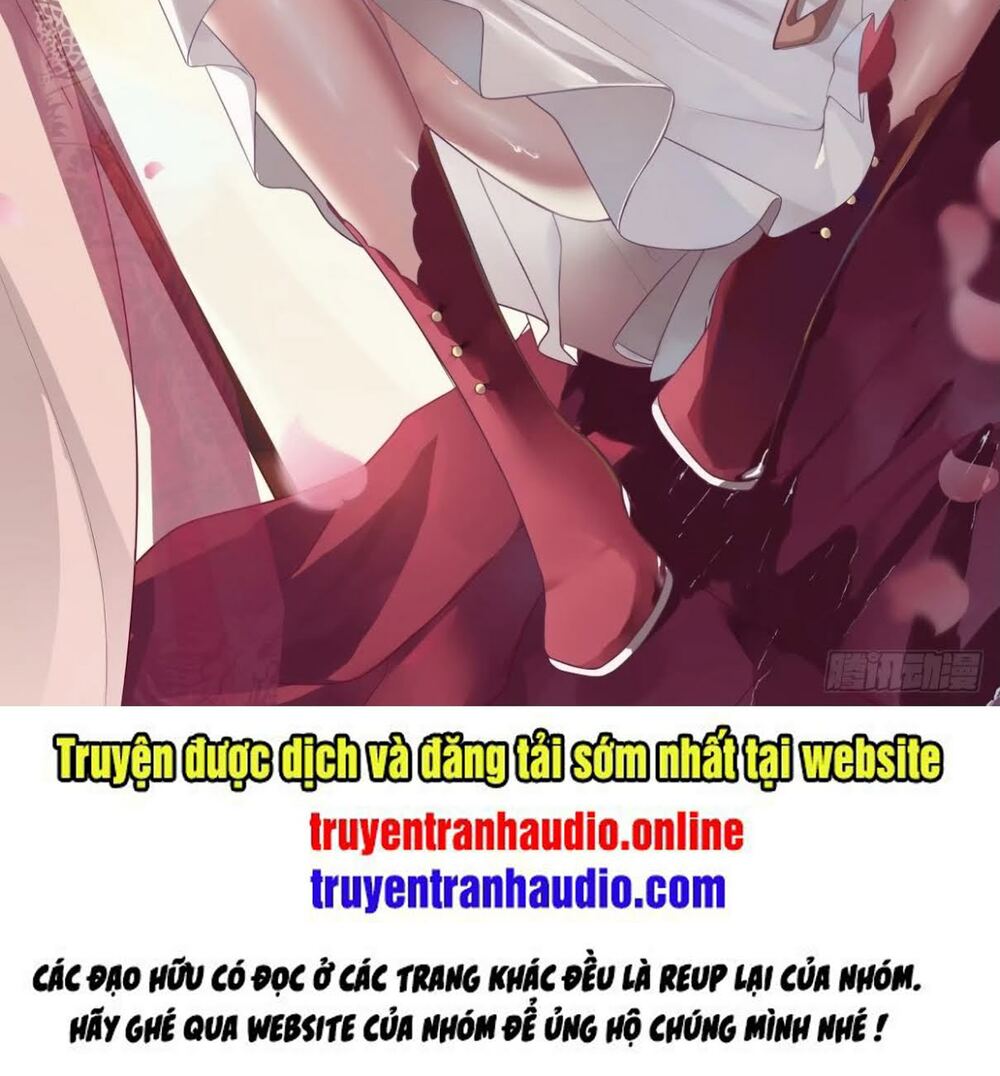 腾讯动漫
Truyện được dịch và đăng tải sớm nhất tại website
truyentranhaudio.online
truyentranhaudio.com
CÁC ĐẠO HỮU CÓ ĐỌC Ở CÁC TRANG KHÁC ĐỀU LÀ REUP LẠI CỦA NHÓM.
HÃY GHÉ QUA WEBSITE CỦA NHÓM ĐỂ ỦNG HỘ CHÚNG MÌNH NHÉ !